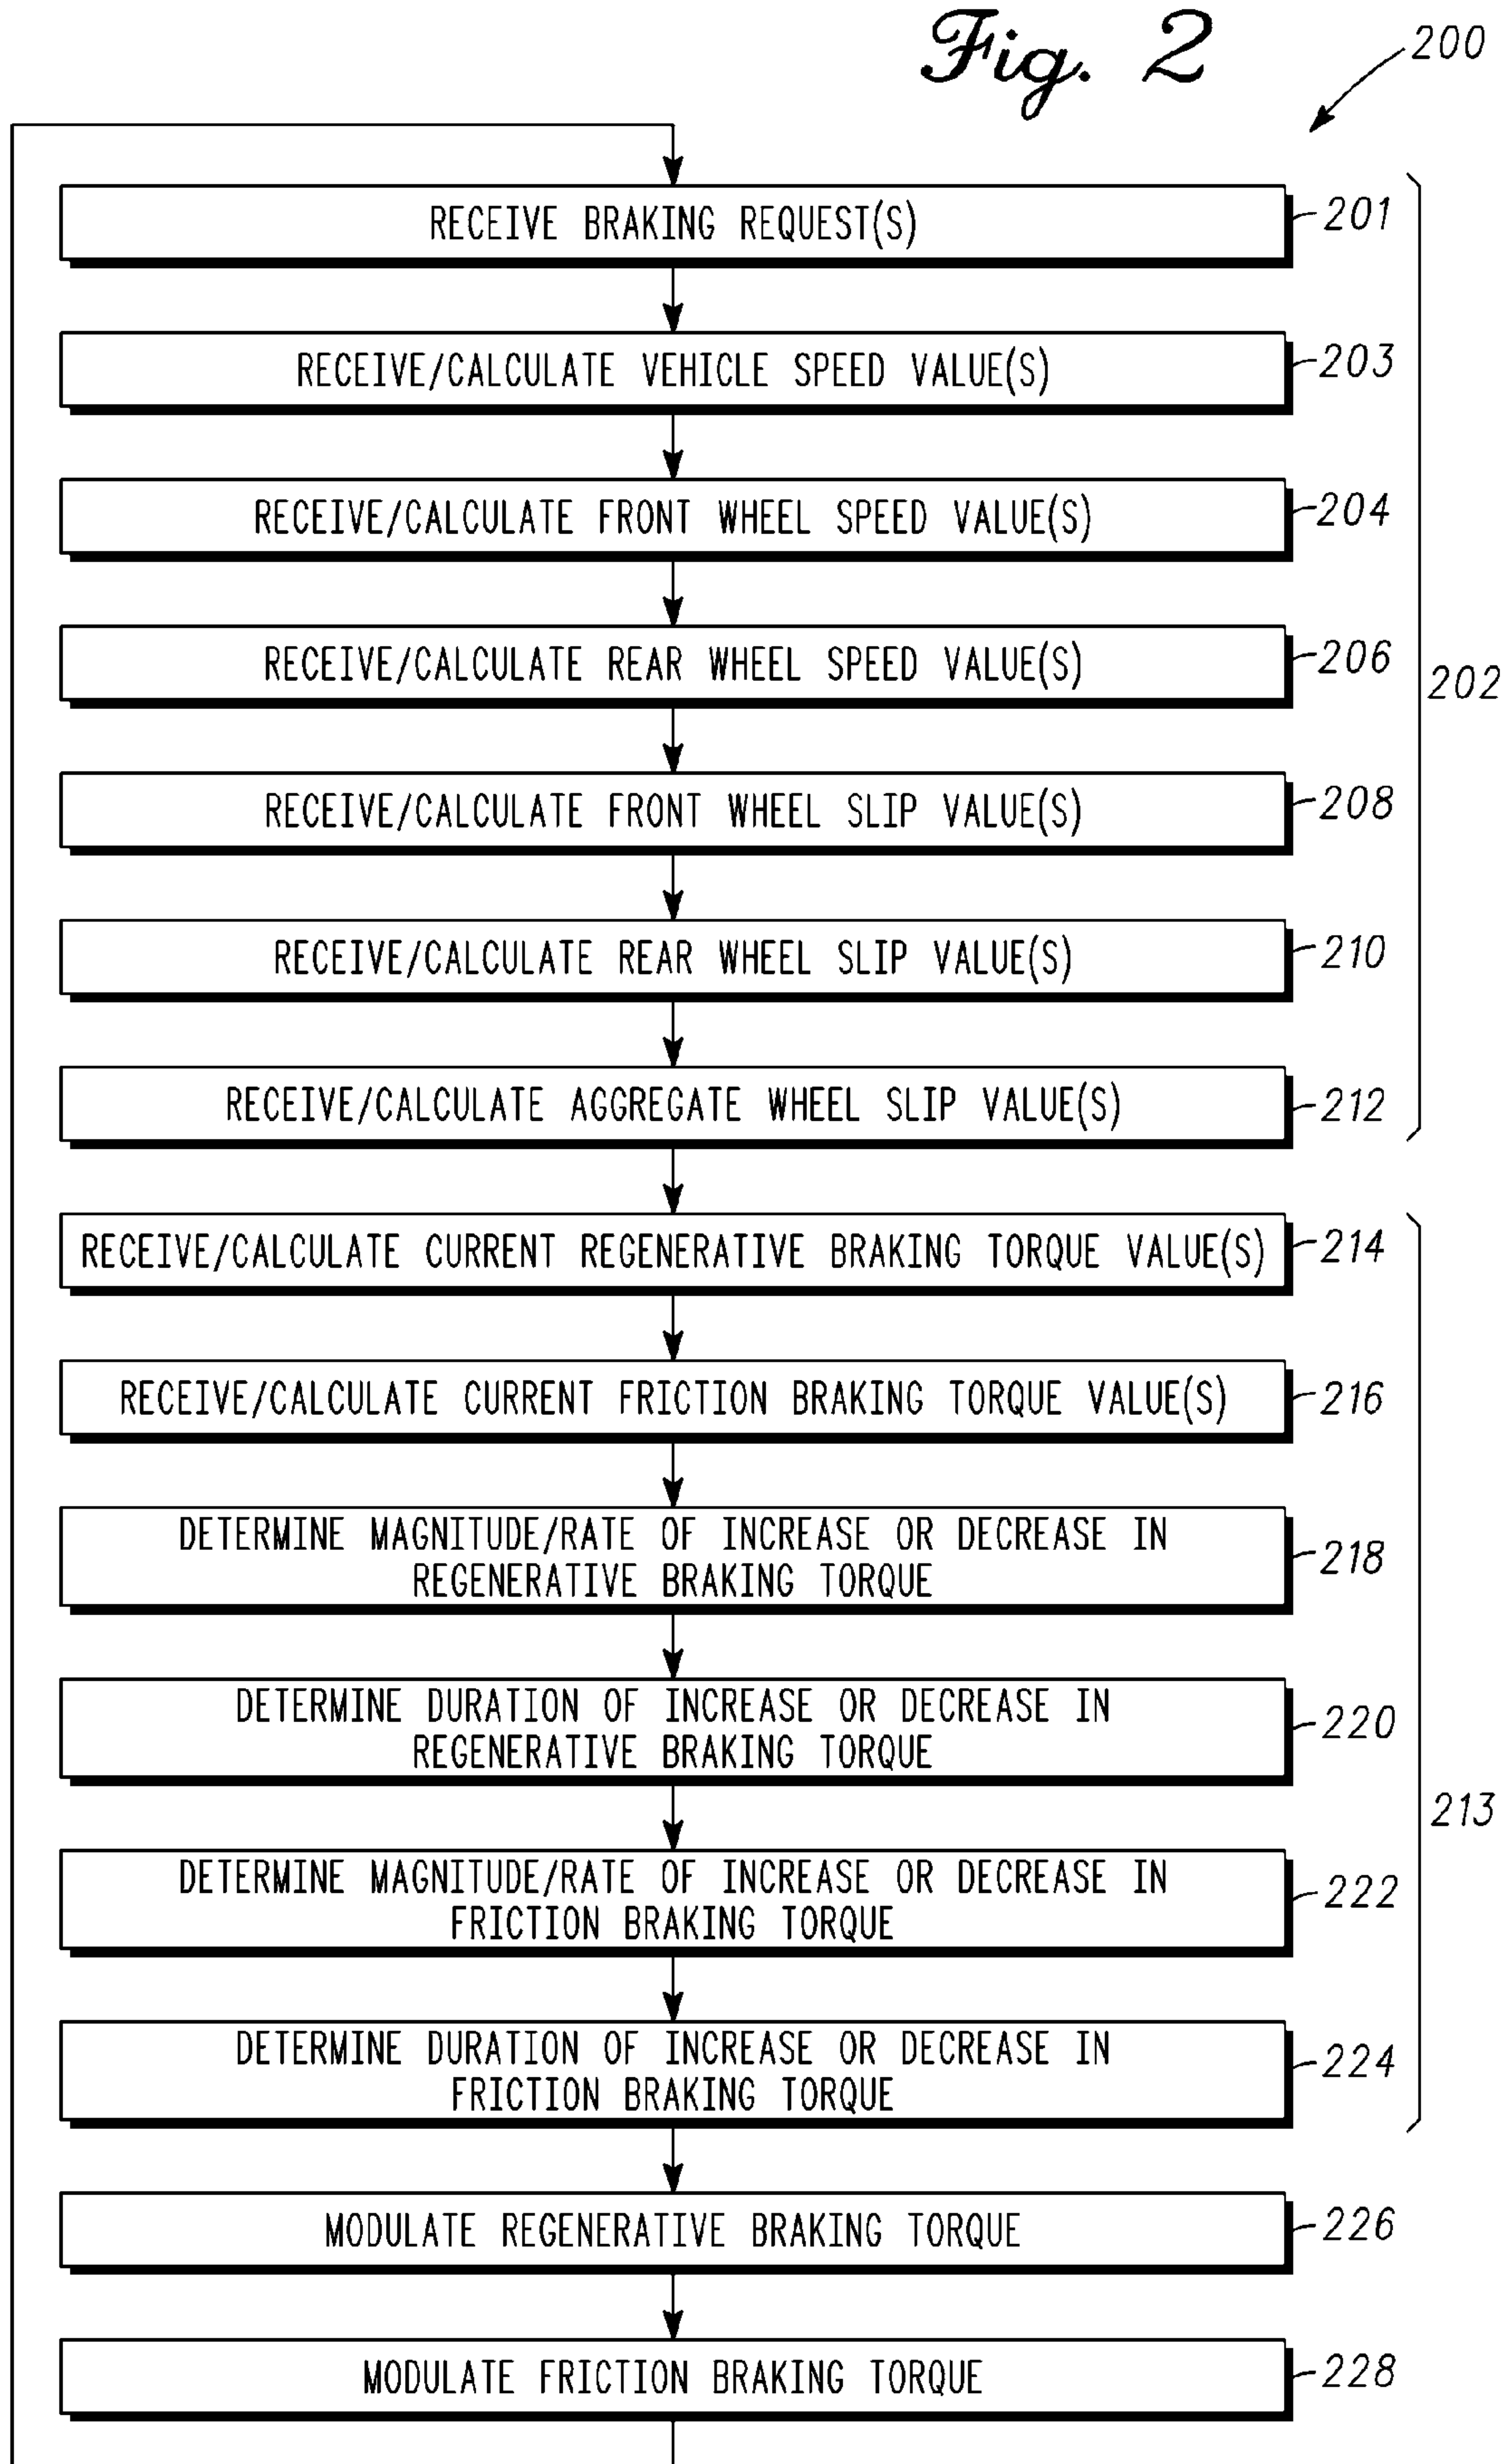 Fig. 2
200
RECEIVE BRAKING REQUEST(S)
201
RECEIVE/CALCULATE VEHICLE SPEED VALUE(S)
203
RECEIVE/CALCULATE FRONT WHEEL SPEED VALUE(S)
204
RECEIVE/CALCULATE REAR WHEEL SPEED VALUE(S)
206
202
RECEIVE/CALCULATE FRONT WHEEL SLIP VALUE(S)
208
RECEIVE/CALCULATE REAR WHEEL SLIP VALUE(S)
210
RECEIVE/CALCULATE AGGREGATE WHEEL SLIP VALUE(S)
212
RECEIVE/CALCULATE CURRENT REGENERATIVE BRAKING TORQUE VALUE(S)
214
RECEIVE/CALCULATE CURRENT FRICTION BRAKING TORQUE VALUE(S)
216
DETERMINE MAGNITUDE/RATE OF INCREASE OR DECREASE IN
REGENERATIVE BRAKING TORQUE
218
DETERMINE DURATION OF INCREASE OR DECREASE IN
REGENERATIVE BRAKING TORQUE
220
213
DETERMINE MAGNITUDE/RATE OF INCREASE OR DECREASE IN
FRICTION BRAKING TORQUE
222
DETERMINE DURATION OF INCREASE OR DECREASE IN
FRICTION BRAKING TORQUE
224
MODULATE REGENERATIVE BRAKING TORQUE
226
MODULATE FRICTION BRAKING TORQUE
228